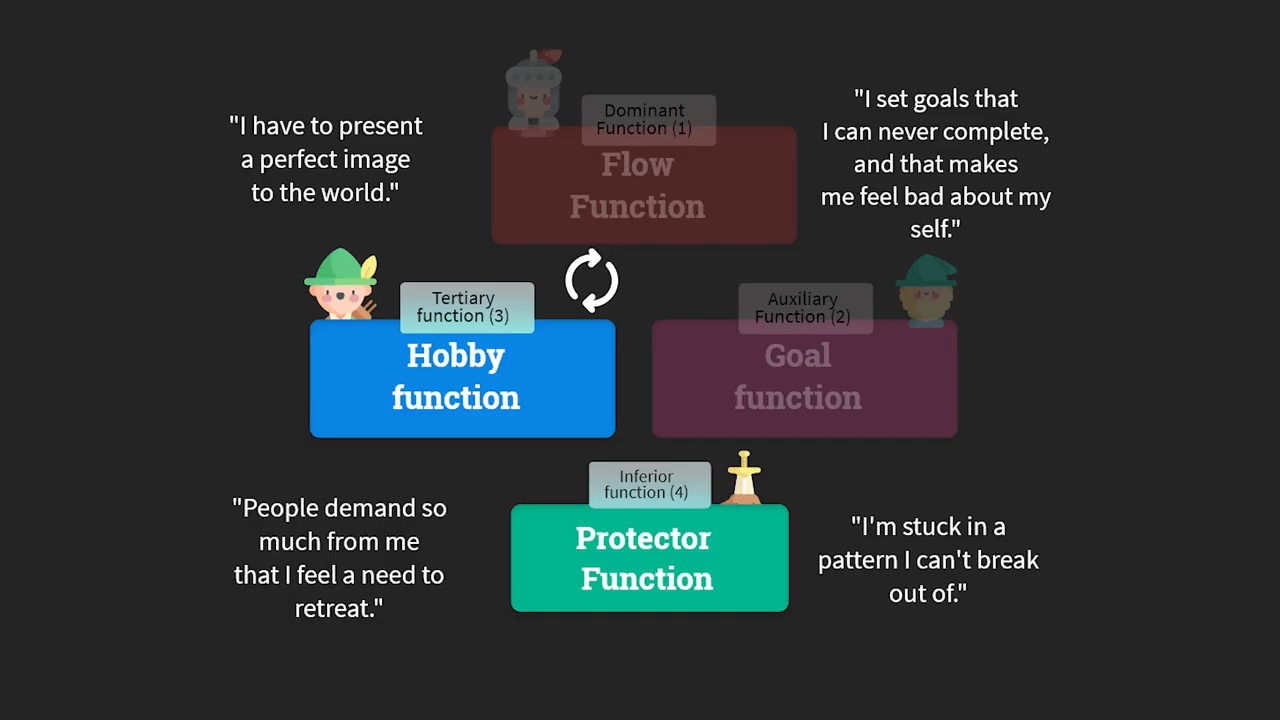 "I have to present
a perfect image
to the world."
Dominant
Function (1)
Flow
Function
"I set goals that
I can never complete,
and that makes
me feel bad about my
self."
Tertiary
function (3)
Hobby
function
Auxiliary
Function (2)
Goal
function
"People demand so
much from me
that I feel a need to
retreat."
Inferior
function (4)
Protector
Function
"I'm stuck in a
pattern I can't break
out of."